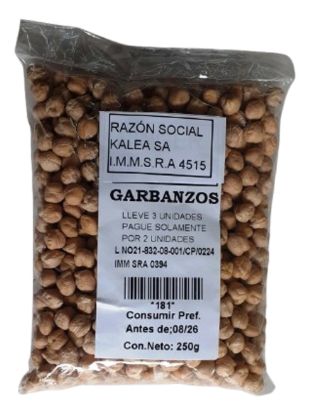 RAZÓN SOCIAL
KALEA SA
I.M.M.S.R.A 4515
GARBANZOS
LLEVE 3 UNIDADES
PAGUE SOLAMENTE
POR 2 UNIDADES
L NO21-832-08-001/CP/0224
IMM SRA 0394
"181"
Consumir Pref.
Antes de;08/26
Con.Neto: 250g